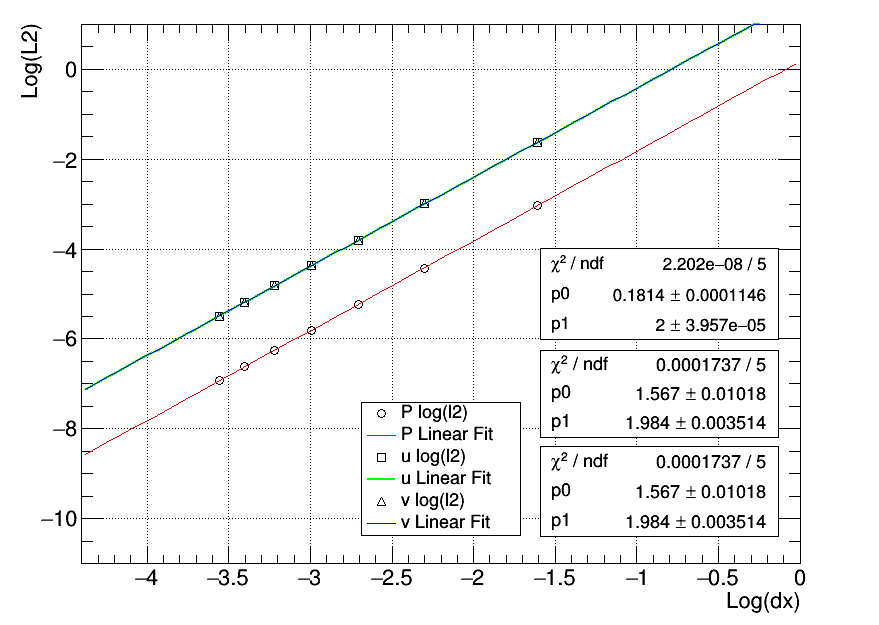 Log(L2)
0
−2
−4
−6
−8
−10
χ² / ndf 2.202e−08 / 5
p0 0.1814 ± 0.0001146
p1 2 ± 3.957e−05
χ² / ndf 0.0001737 / 5
p0 1.567 ± 0.01018
p1 1.984 ± 0.003514
χ² / ndf 0.0001737 / 5
p0 1.567 ± 0.01018
p1 1.984 ± 0.003514
P log(l2)
P Linear Fit
u log(l2)
u Linear Fit
v log(l2)
v Linear Fit
−4 −3.5 −3 −2.5 −2 −1.5 −1 −0.5 0
Log(dx)